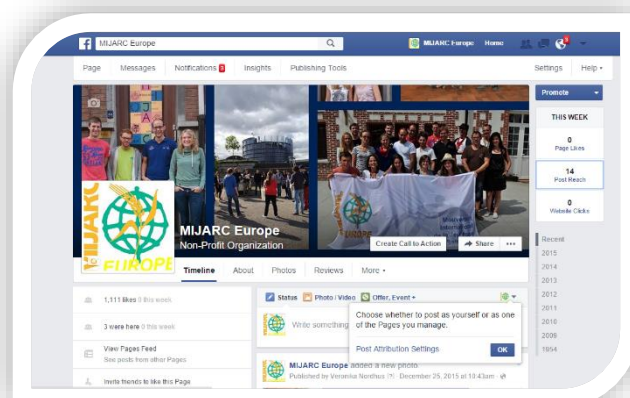 MIJARC Europe
MIJARC Europe Home
Page Messages Notifications Insights Publishing Tools Settings Help
Promote
THIS WEEK
0
Page Likes
14
Post Reach
0
Website Clicks
Recent
2015
2014
2013
2012
2011
2010
2009
1954
MIJARC
EUROPE
MIJARC Europe
Non-Profit Organization
Create Call to Action Share
Timeline About Photos Reviews More
1,111 likes 0 this week
3 were here 0 this week
View Pages Feed
See posts from other Pages
Invite friends to like this Page
Status Photo / Video Offer, Event +
Write something
Choose whether to post as yourself or as one
of the Pages you manage.
Post Attribution Settings OK
MIJARC Europe added a new photo
Published by Veronika Nordhus [?] · December 25, 2015 at 10:43am